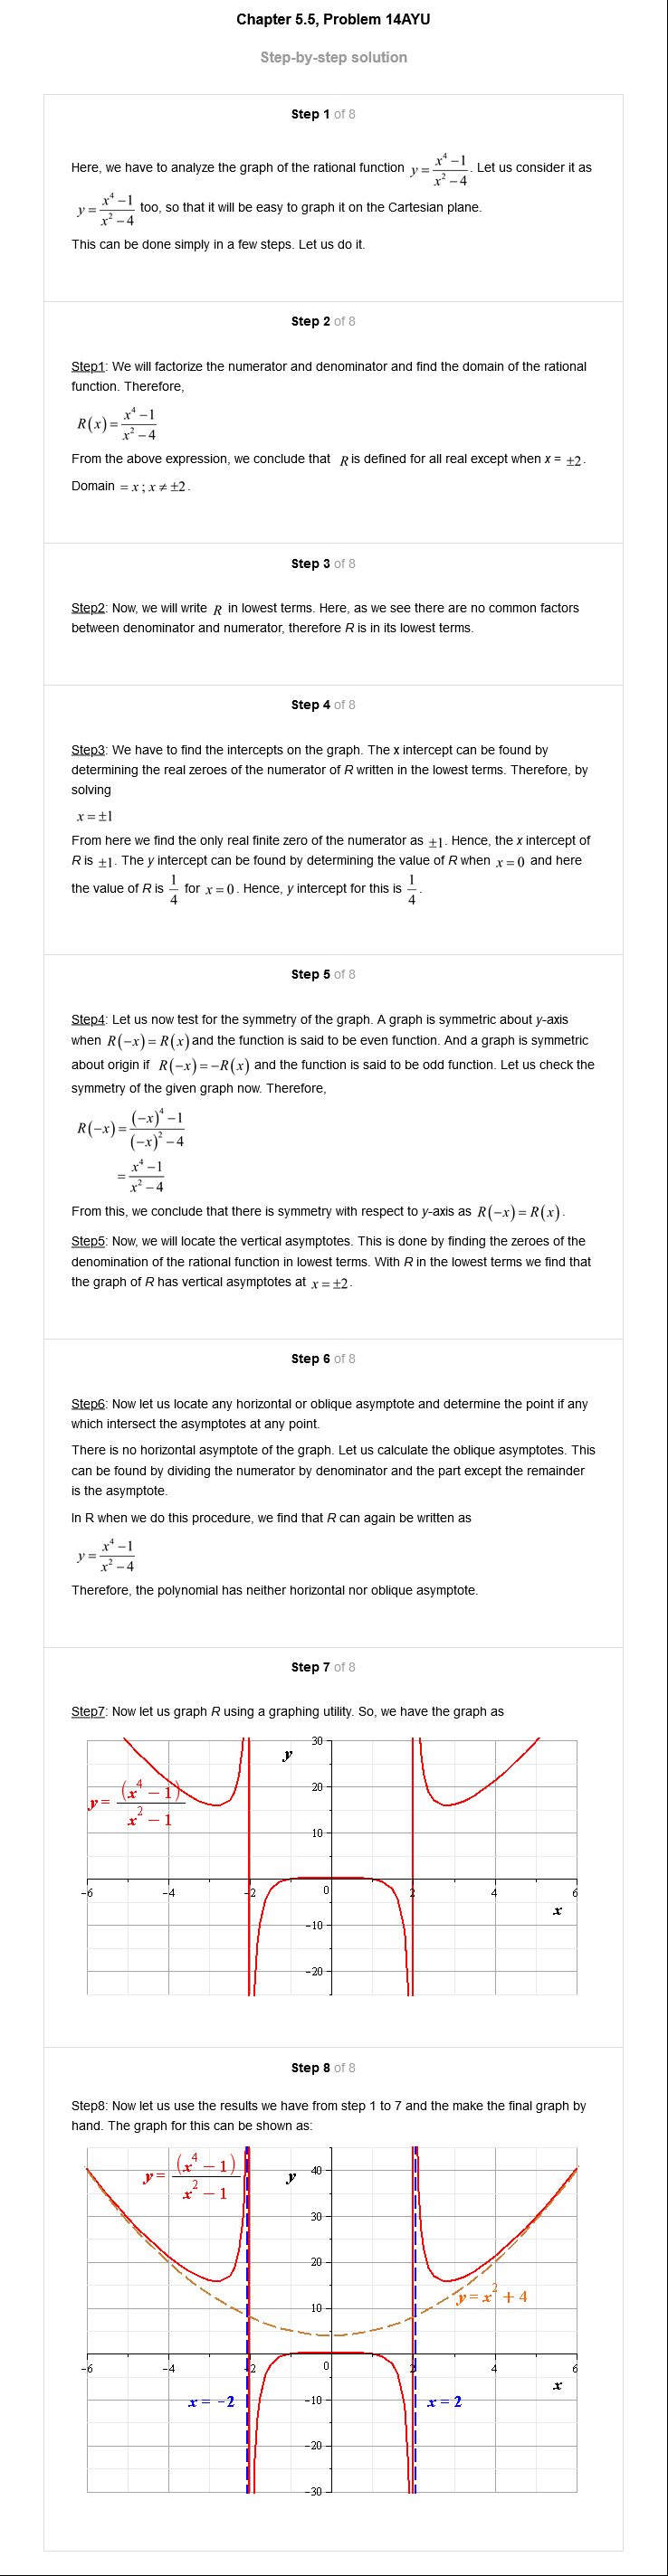 Chapter 5.5, Problem 14AYU
Step-by-step solution
Step 1 of 8
Here, we have to analyze the graph of the rational function y = (x^4 − 1)/(x^2 − 4). Let us consider it as
y = (x^4 − 1)/(x^2 − 4) too, so that it will be easy to graph it on the Cartesian plane.
This can be done simply in a few steps. Let us do it.
Step 2 of 8
Step1: We will factorize the numerator and denominator and find the domain of the rational
function. Therefore,
R(x) = (x^4 − 1)/(x^2 − 4)
From the above expression, we conclude that R is defined for all real except when x = ±2.
Domain = x ; x ≠ ±2.
Step 3 of 8
Step2: Now, we will write R in lowest terms. Here, as we see there are no common factors
between denominator and numerator, therefore R is in its lowest terms.
Step 4 of 8
Step3: We have to find the intercepts on the graph. The x intercept can be found by
determining the real zeroes of the numerator of R written in the lowest terms. Therefore, by
solving
x = ±1
From here we find the only real finite zero of the numerator as ±1. Hence, the x intercept of
R is ±1. The y intercept can be found by determining the value of R when x = 0 and here
the value of R is 1/4 for x = 0. Hence, y intercept for this is 1/4.
Step 5 of 8
Step4: Let us now test for the symmetry of the graph. A graph is symmetric about y-axis
when R(−x) = R(x) and the function is said to be even function. And a graph is symmetric
about origin if R(−x) = −R(x) and the function is said to be odd function. Let us check the
symmetry of the given graph now. Therefore,
R(−x) = ((−x)^4 − 1)/((−x)^2 − 4)
= (x^4 − 1)/(x^2 − 4)
From this, we conclude that there is symmetry with respect to y-axis as R(−x) = R(x).
Step5: Now, we will locate the vertical asymptotes. This is done by finding the zeroes of the
denomination of the rational function in lowest terms. With R in the lowest terms we find that
the graph of R has vertical asymptotes at x = ±2.
Step 6 of 8
Step6: Now let us locate any horizontal or oblique asymptote and determine the point if any
which intersect the asymptotes at any point.
There is no horizontal asymptote of the graph. Let us calculate the oblique asymptotes. This
can be found by dividing the numerator by denominator and the part except the remainder
is the asymptote.
In R when we do this procedure, we find that R can again be written as
y = (x^4 − 1)/(x^2 − 4)
Therefore, the polynomial has neither horizontal nor oblique asymptote.
Step 7 of 8
Step7: Now let us graph R using a graphing utility. So, we have the graph as
30
y
y = (x^4 − 1)/(x^2 − 1)
20
10
-6 -4 -2 0 2 4 6
x
-10
-20
Step 8 of 8
Step8: Now let us use the results we have from step 1 to 7 and the make the final graph by
hand. The graph for this can be shown as:
y = (x^4 − 1)/(x^2 − 1)
y
40
30
20
y = x^2 + 4
10
-6 -4 -2 0 2 4 6
x
x = -2 -10 x = 2
-20
-30